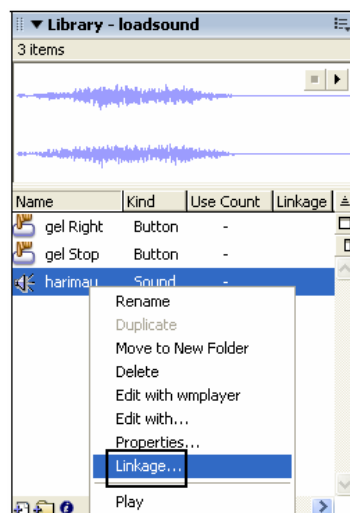 Library - loadsound
3 items
Name Kind Use Count Linkage
gel Right Button -
gel Stop Button -
harimau Sound -
Rename
Duplicate
Move to New Folder
Delete
Edit with wmplayer
Edit with...
Properties...
Linkage...
Play